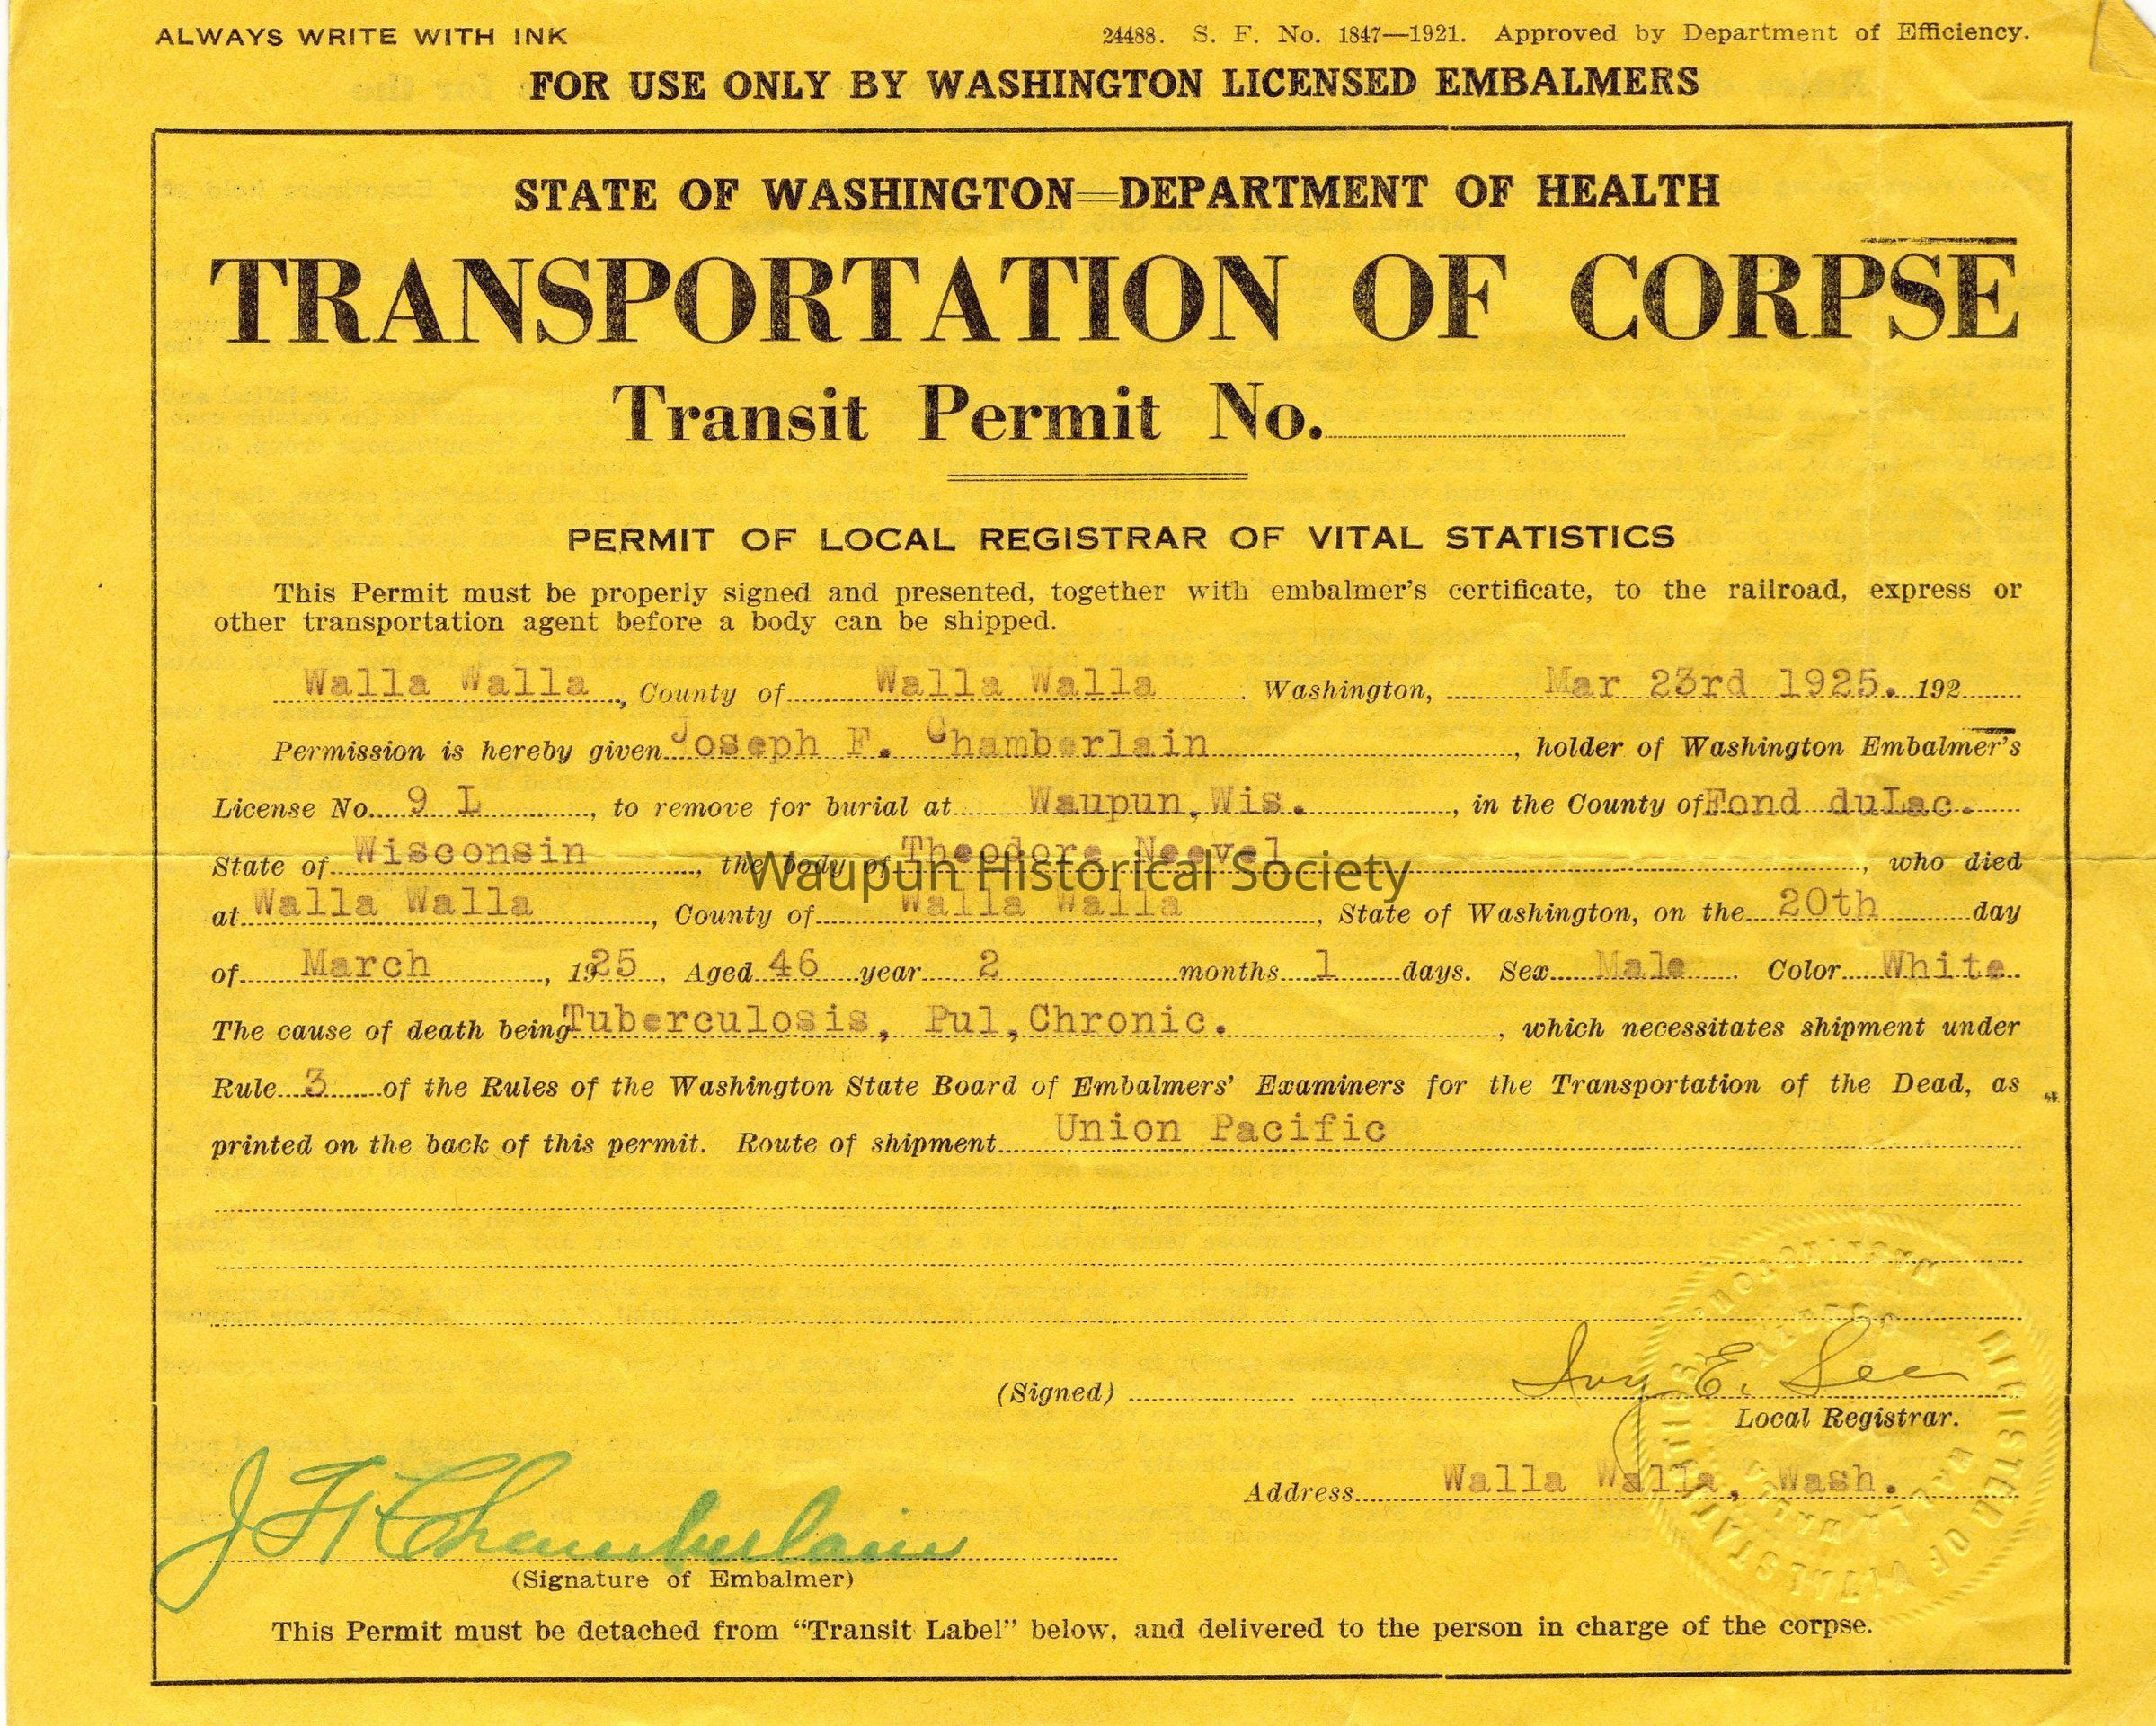 ALWAYS WRITE WITH INK 24488. S. F. No. 1847—1921. Approved by Department of Efficiency.
FOR USE ONLY BY WASHINGTON LICENSED EMBALMERS
STATE OF WASHINGTON—DEPARTMENT OF HEALTH
TRANSPORTATION OF CORPSE
Transit Permit No.
PERMIT OF LOCAL REGISTRAR OF VITAL STATISTICS
This Permit must be properly signed and presented, together with embalmer's certificate, to the railroad, express or
other transportation agent before a body can be shipped.
Walla Walla, County of Walla Walla Washington, Mar 23rd 1925. 192
Permission is hereby given Joseph F. Chamberlain, holder of Washington Embalmer's
License No. 9 L, to remove for burial at Waupun, Wis., in the County of Fond duLac.
State of Wisconsin, the body of Theodore Neevel, who died
Waupun Historical Society
at Walla Walla, County of Walla Walla, State of Washington, on the 20th day
of March, 1925, Aged 46 year 2 months 1 days. Sex Male Color White
The cause of death being Tuberculosis, Pul, Chronic., which necessitates shipment under
Rule 3 of the Rules of the Washington State Board of Embalmers' Examiners for the Transportation of the Dead, as
printed on the back of this permit. Route of shipment Union Pacific
(Signed) Ivy E. See
Local Registrar.
Address Walla Walla, Wash.
J F Chamberlain
(Signature of Embalmer)
This Permit must be detached from "Transit Label" below, and delivered to the person in charge of the corpse.